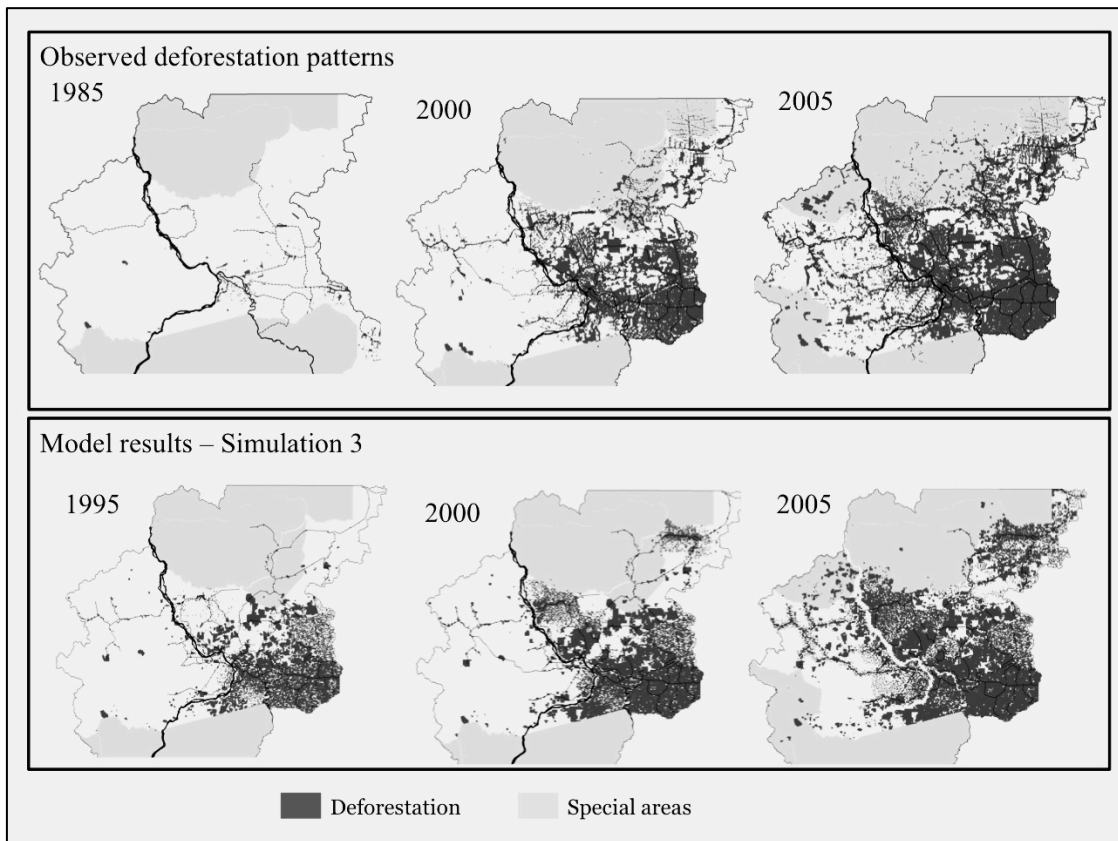 Observed deforestation patterns
1985
2000
2005
Model results – Simulation 3
1995
2000
2005
Deforestation
Special areas